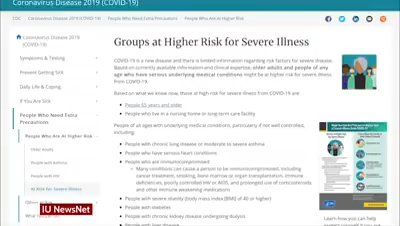 Coronavirus Disease 2019 (COVID-19)
CDC > Coronavirus Disease 2019 (COVID-19) > People Who Need Extra Precautions > People Who Are At Higher Risk
Coronavirus Disease 2019
(COVID-19)
Symptoms & Testing
Prevent Getting Sick
Daily Life & Coping
If You Are Sick
People Who Need Extra
Precautions
People Who Are At Higher Risk
Older Adults
People with Asthma
People with HIV
At Risk for Severe Illness
Groups at Higher Risk for Severe Illness
COVID-19 is a new disease and there is limited information regarding risk factors for severe disease.
Based on currently available information and clinical expertise, older adults and people of any
age who have serious underlying medical conditions might be at higher risk for severe illness
from COVID-19.
Based on what we know now, those at high-risk for severe illness from COVID-19 are:
People 65 years and older
People who live in a nursing home or long-term care facility
People of all ages with underlying medical conditions, particularly if not well controlled, including:
People with chronic lung disease or moderate to severe asthma
People who have serious heart conditions
People who are immunocompromised
Many conditions can cause a person to be immunocompromised, including
cancer treatment, smoking, bone marrow or organ transplantation, immune
deficiencies, poorly controlled HIV or AIDS, and prolonged use of corticosteroids
and other immune weakening medications
People with severe obesity (body mass index [BMI] of 40 or higher)
People with diabetes
People with chronic kidney disease undergoing dialysis
People with liver disease
Learn how you can help
IU NewsNet